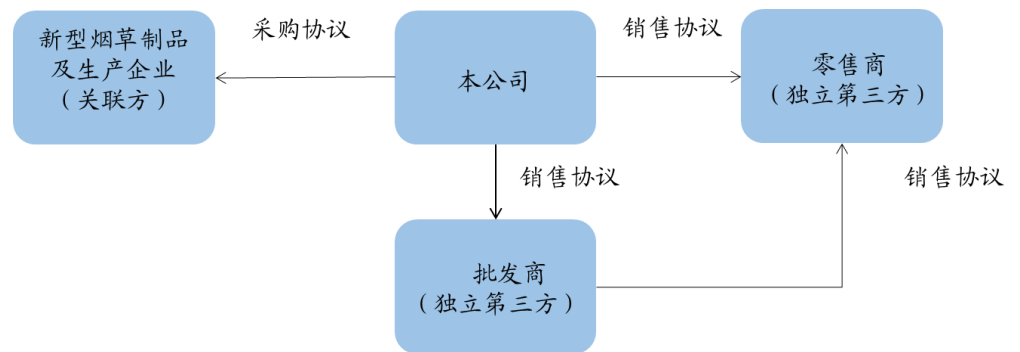 新型烟草制品
及生产企业
（关联方）
采购协议
本公司
销售协议
零售商
（独立第三方）
销售协议
销售协议
批发商
（独立第三方）